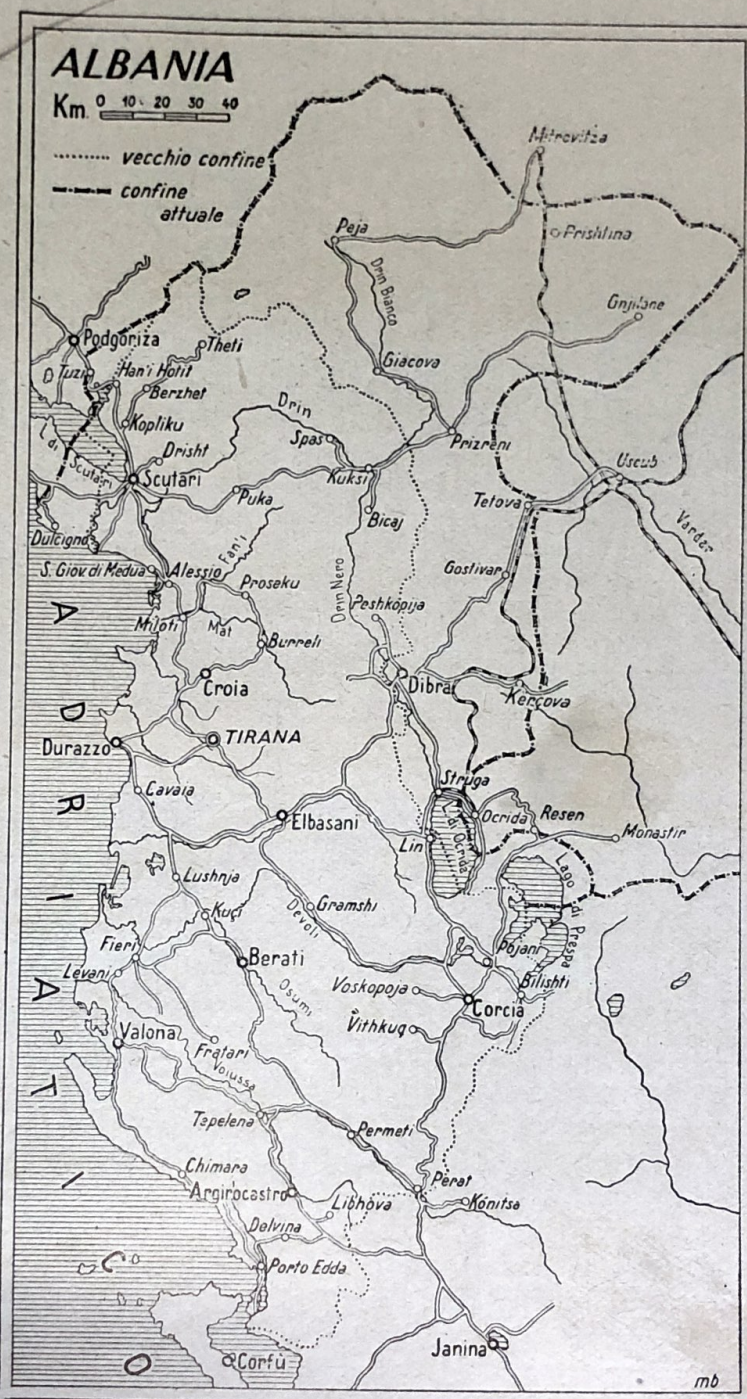 ALBANIA
Km. 0 10 20 30 40
vecchio confine
confine
attuale
Mitrovitza
Prishtina
Peja
Drin Bianco
Gnjilane
Podgoriza
Theti
Giacova
Tuzi
Han'i Hotit
Berzhet
Kopliku
Drin
Spas
Prizreni
L. di Scutari
Drisht
Scutari
Kuksi
Uscub
Puka
Tetova
Bicaj
Vardar
Dulcigno
Fan'i
S. Giov. di Medua
Alessio
Gostivar
Proseku
Drin Nero
Peshkopija
Miloti
Mat
Burreli
Croia
Dibra
Kerçova
Durazzo
TIRANA
Cavaia
Struga
Elbasani
Ocrida
Resen
Lin
L. di Ocrida
Monastir
Lushnja
Lago di Prespa
Kuçi
Gramshi
Devoli
Fieri
Berati
Pojani
Levani
Voskopoja
Bilishti
Osumi
Corcia
Valona
Vithkuq
Fratari
Voiussa
Tepelena
Permeti
Chimara
Argirocastro
Perat
Libhova
Kónitsa
Delvina
Porto Edda
Janina
Corfù
ADRIATICO
mb